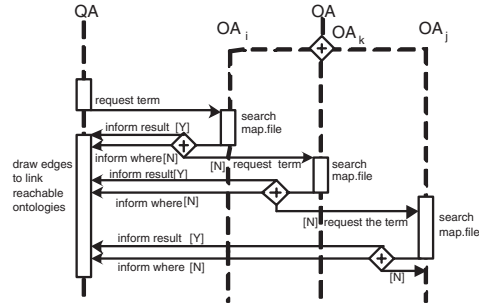 QA
QA
OA i
OA k
OA j
request term
search
map.file
inform result [Y]
inform where[N]
[N] request term
search
map.file
draw edges
to link
reachable
ontologies
inform result[Y]
inform where[N]
[N] request the term
search
map.file
inform result [Y]
inform where [N]
[N]